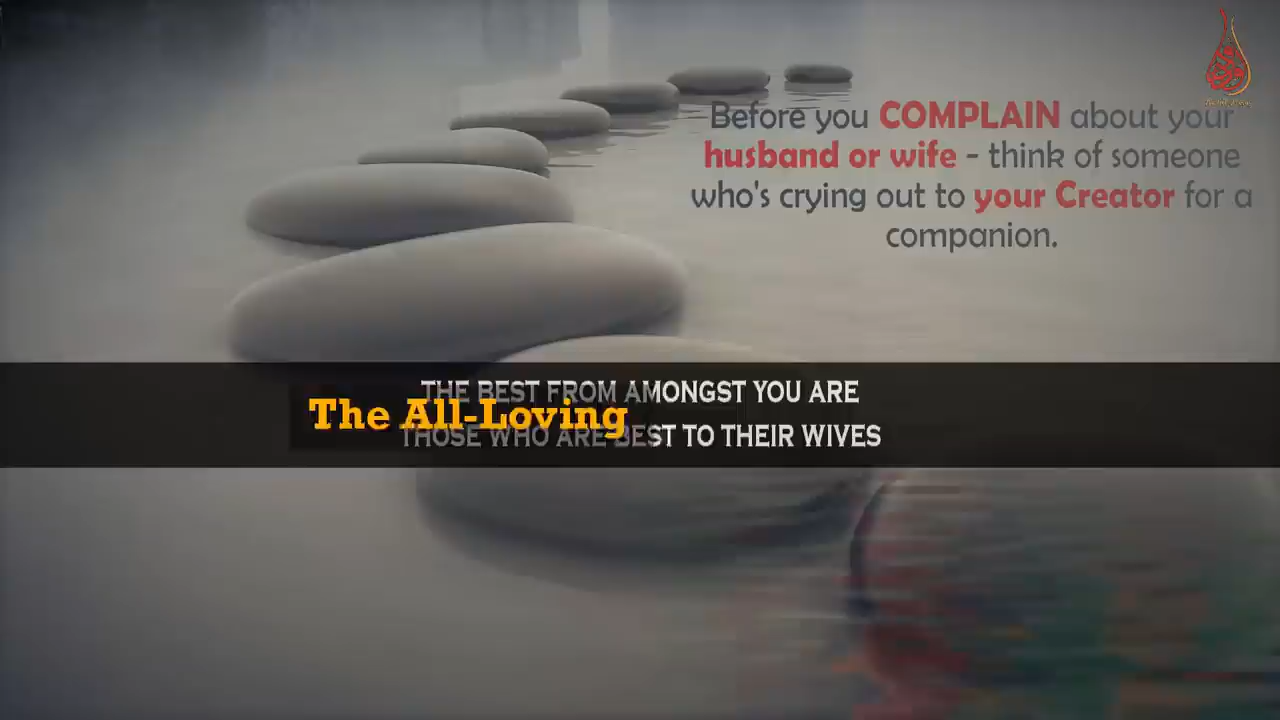 Before you COMPLAIN about your
husband or wife - think of someone
who's crying out to your Creator for a
companion.
THE BEST FROM AMONGST YOU ARE
The All-Loving
THOSE WHO ARE BEST TO THEIR WIVES